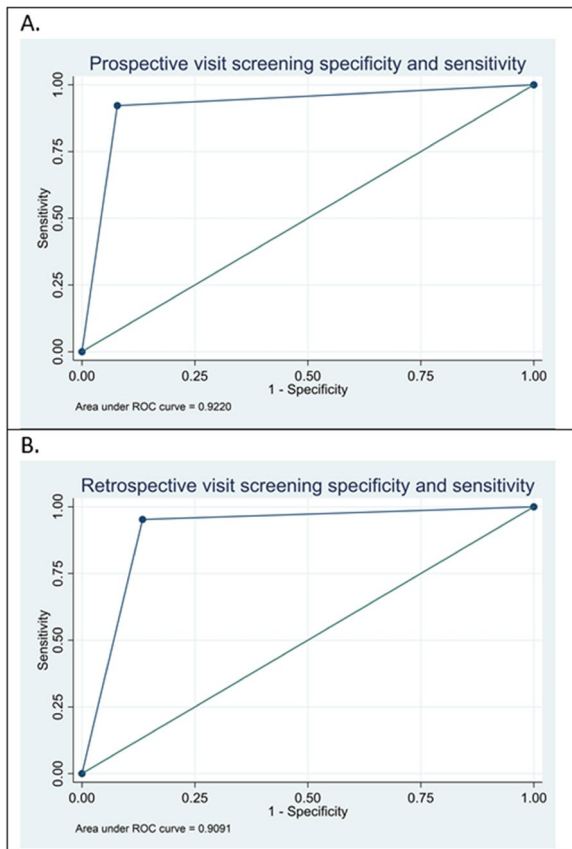 A.
Prospective visit screening specificity and sensitivity
1.00
0.75
0.50
0.25
0.00
Sensitivity
0.00 0.25 0.50 0.75 1.00
1 - Specificity
Area under ROC curve = 0.9220
B.
Retrospective visit screening specificity and sensitivity
1.00
0.75
0.50
0.25
0.00
Sensitivity
0.00 0.25 0.50 0.75 1.00
1 - Specificity
Area under ROC curve = 0.9091